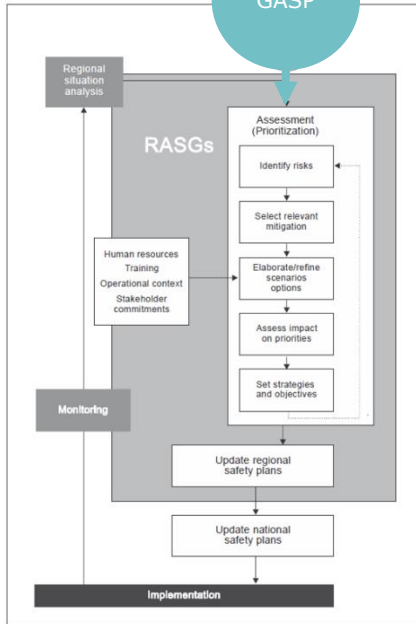 GASP
Regional
situation
analysis
RASGs
Assessment
(Prioritization)
Identify risks
Select relevant
mitigation
Human resources
Training
Operational context
Stakeholder
commitments
Elaborate/refine
scenarios
options
Assess impact
on priorities
Set strategies
and objectives
Monitoring
Update regional
safety plans
Update national
safety plans
Implementation